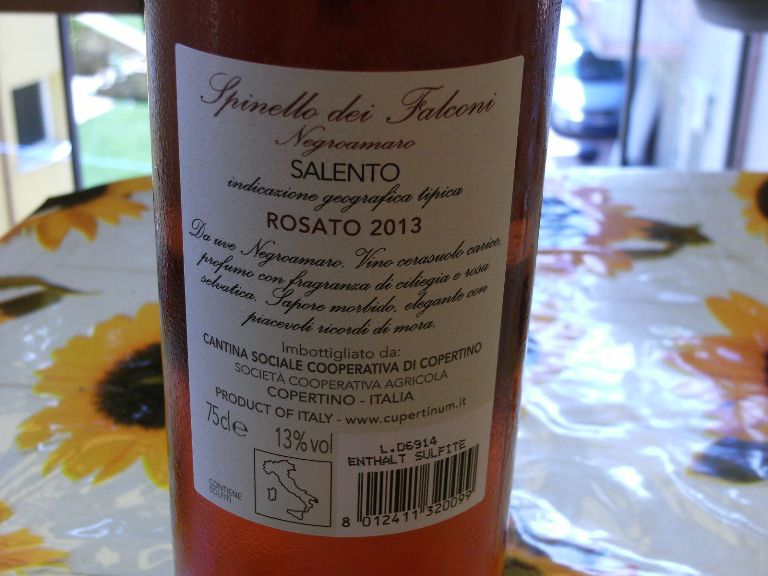 Spinello dei Falconi
Negroamaro
SALENTO
indicazione geografica tipica
ROSATO 2013
Da uve Negroamaro. Vino cerasuolo carico,
profumo con fragranza di ciliegia e rosa
selvatica. Sapore morbido, elegante con
piacevoli ricordi di mora.
Imbottigliato da:
CANTINA SOCIALE COOPERATIVA DI COPERTINO
SOCIETÀ COOPERATIVA AGRICOLA
COPERTINO - ITALIA
PRODUCT OF ITALY - www.cupertinum.it
75cl e 13% vol
L.D6914
ENTHALT SULFITE
CONTIENE
SOLFITI
8 012411 320099